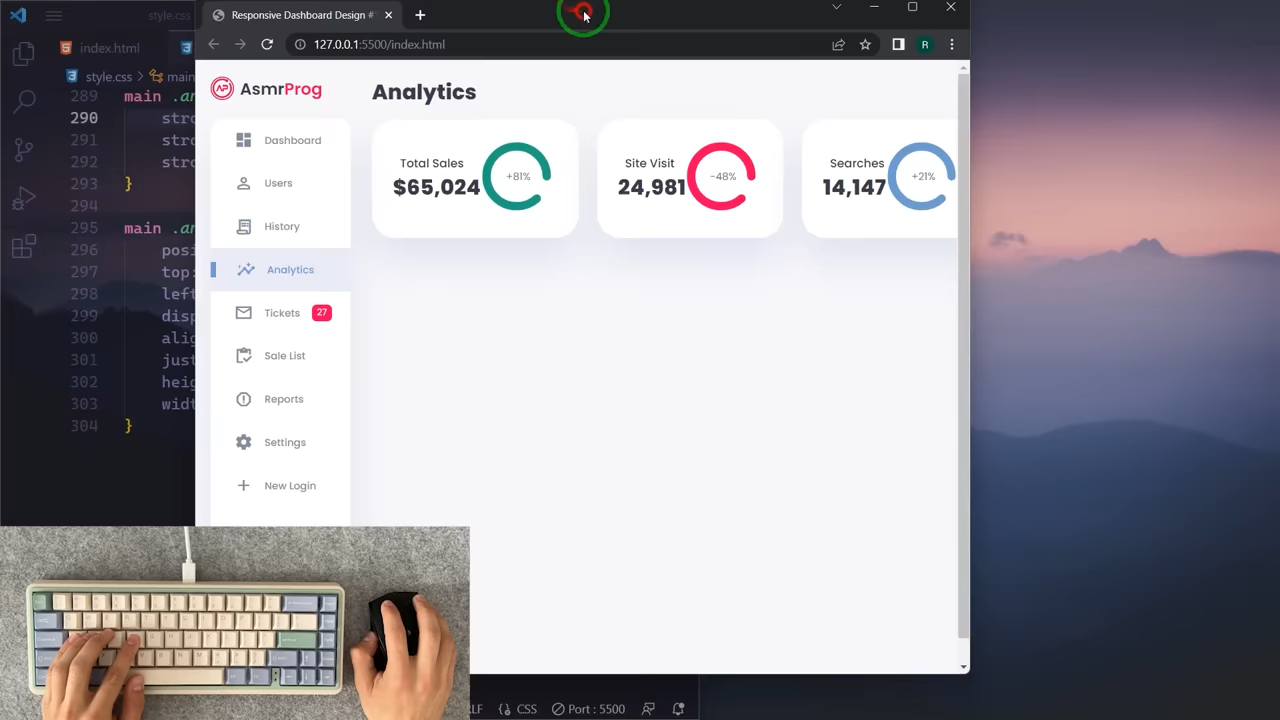 style.css
Responsive Dashboard Design #
index.html
127.0.0.1:5500/index.html
R
style.css > main
289 main .an
290 stro
291 stro
292 stro
293 }
294
295 main .an
296 posi
297 top:
298 left
299 disp
300 alig
301 just
302 heig
303 widt
304 }
AP AsmrProg
Dashboard
Users
History
Analytics
Tickets 27
Sale List
Reports
Settings
New Login
Analytics
Total Sales
$65,024
+81%
Site Visit
24,981
-48%
Searches
14,147
+21%
LF
{} CSS
Port : 5500